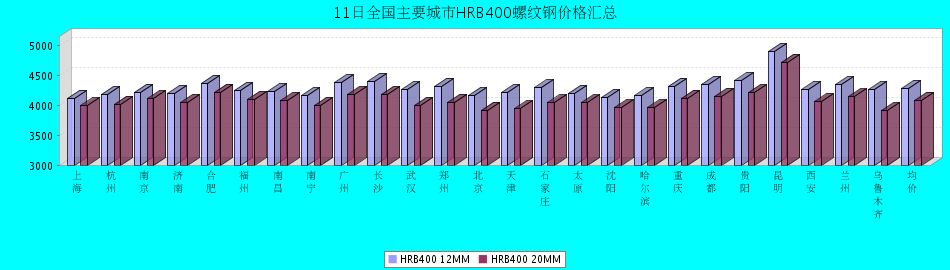 11日全国主要城市HRB400螺纹钢价格汇总
5000
4500
4000
3500
3000
上海 杭州 南京 济南 合肥 福州 南昌 南宁 广州 长沙 武汉 郑州 北京 天津 石家庄 太原 沈阳 哈尔滨 重庆 成都 贵阳 昆明 西安 兰州 乌鲁木齐 均价
HRB400 12MM HRB400 20MM